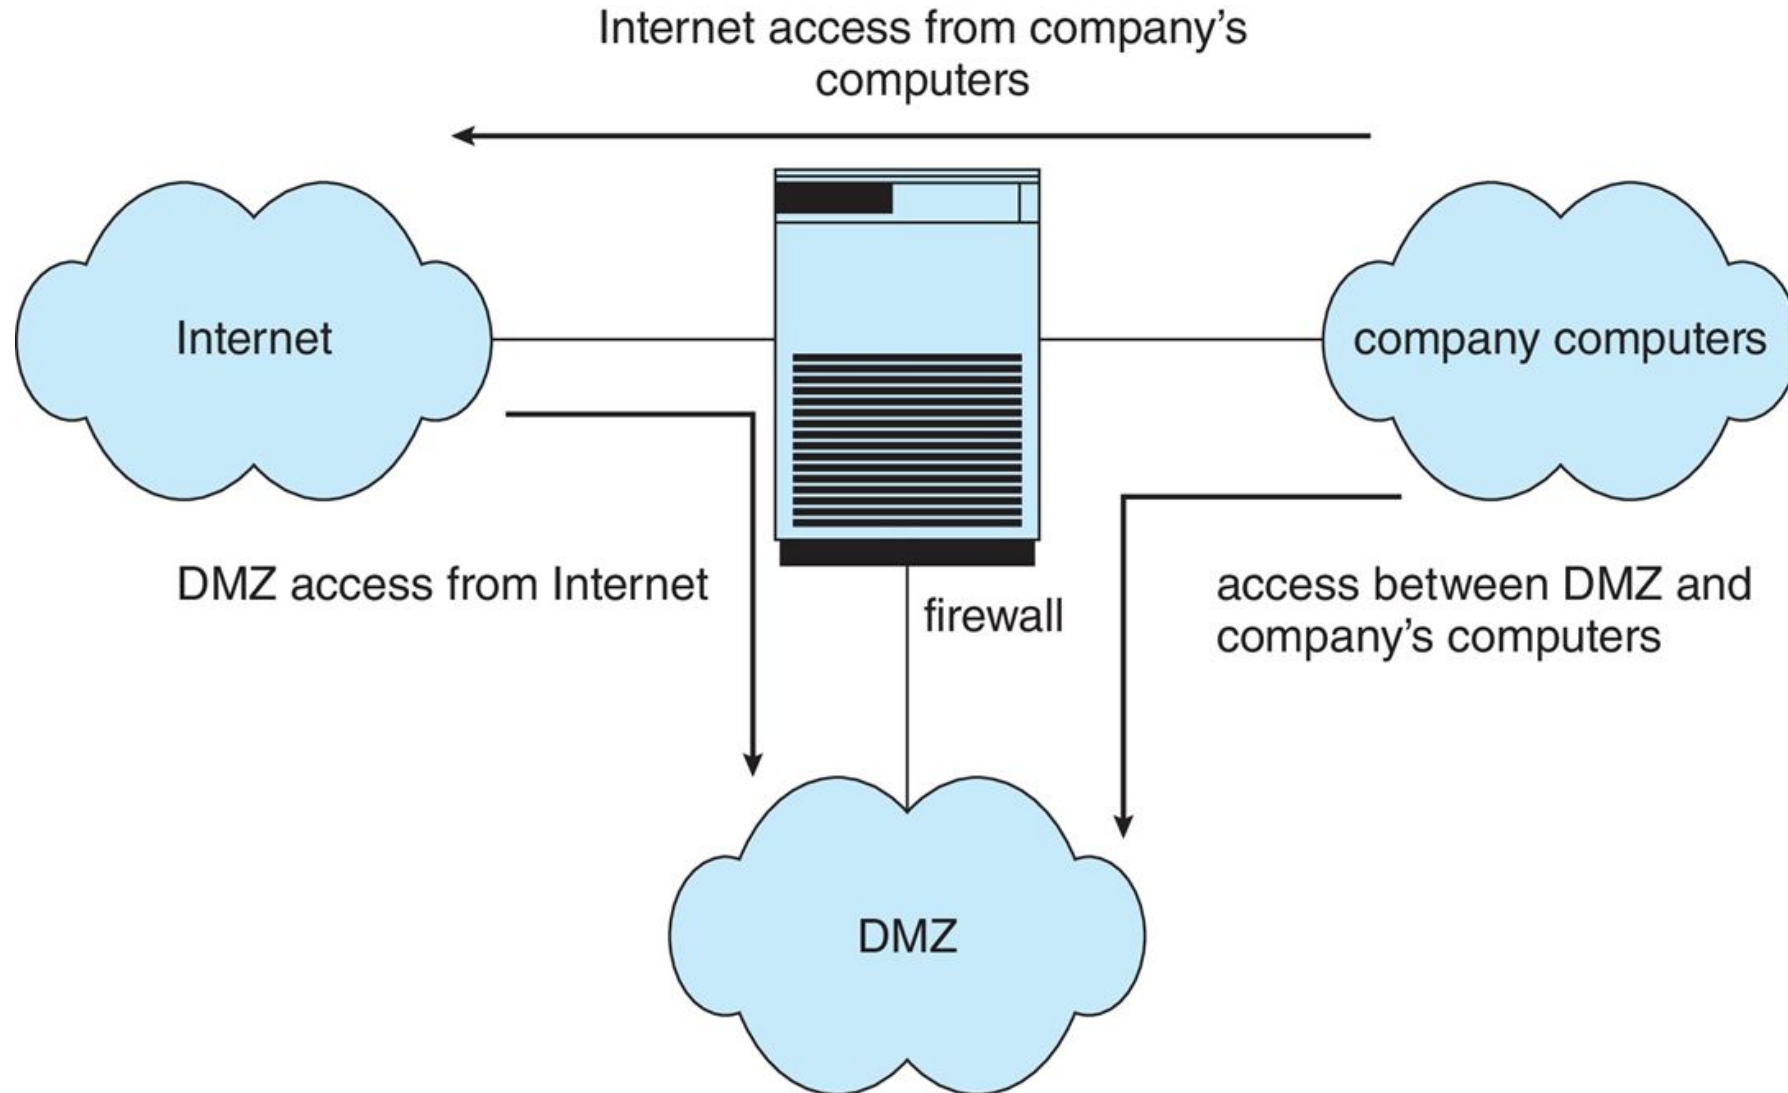 Internet access from company’s
computers
Internet
company computers
DMZ access from Internet
firewall
access between DMZ and
company’s computers
DMZ